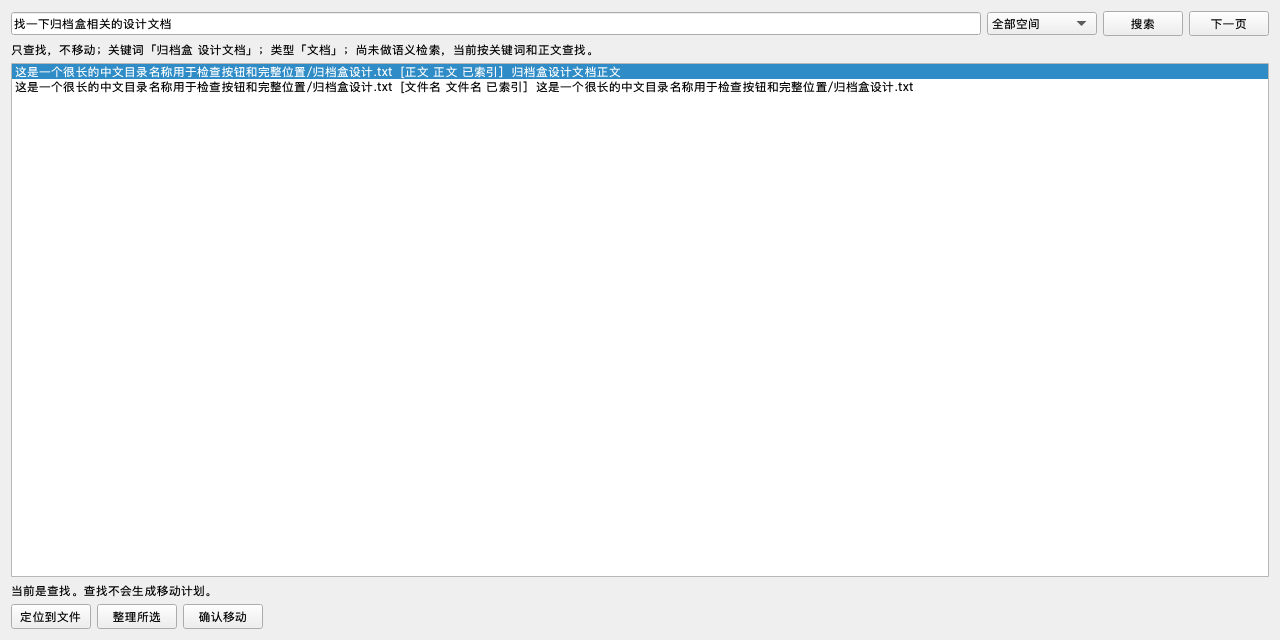 找一下归档盒相关的设计文档 全部空间 搜索 下一页
只查找，不移动；关键词「归档盒 设计文档」；类型「文档」；尚未做语义检索，当前按关键词和正文查找。
这是一个很长的中文目录名称用于检查按钮和完整位置/归档盒设计.txt [正文 正文 已索引] 归档盒设计文档正文
这是一个很长的中文目录名称用于检查按钮和完整位置/归档盒设计.txt [文件名 文件名 已索引] 这是一个很长的中文目录名称用于检查按钮和完整位置/归档盒设计.txt
当前是查找。查找不会生成移动计划。
定位到文件 整理所选 确认移动